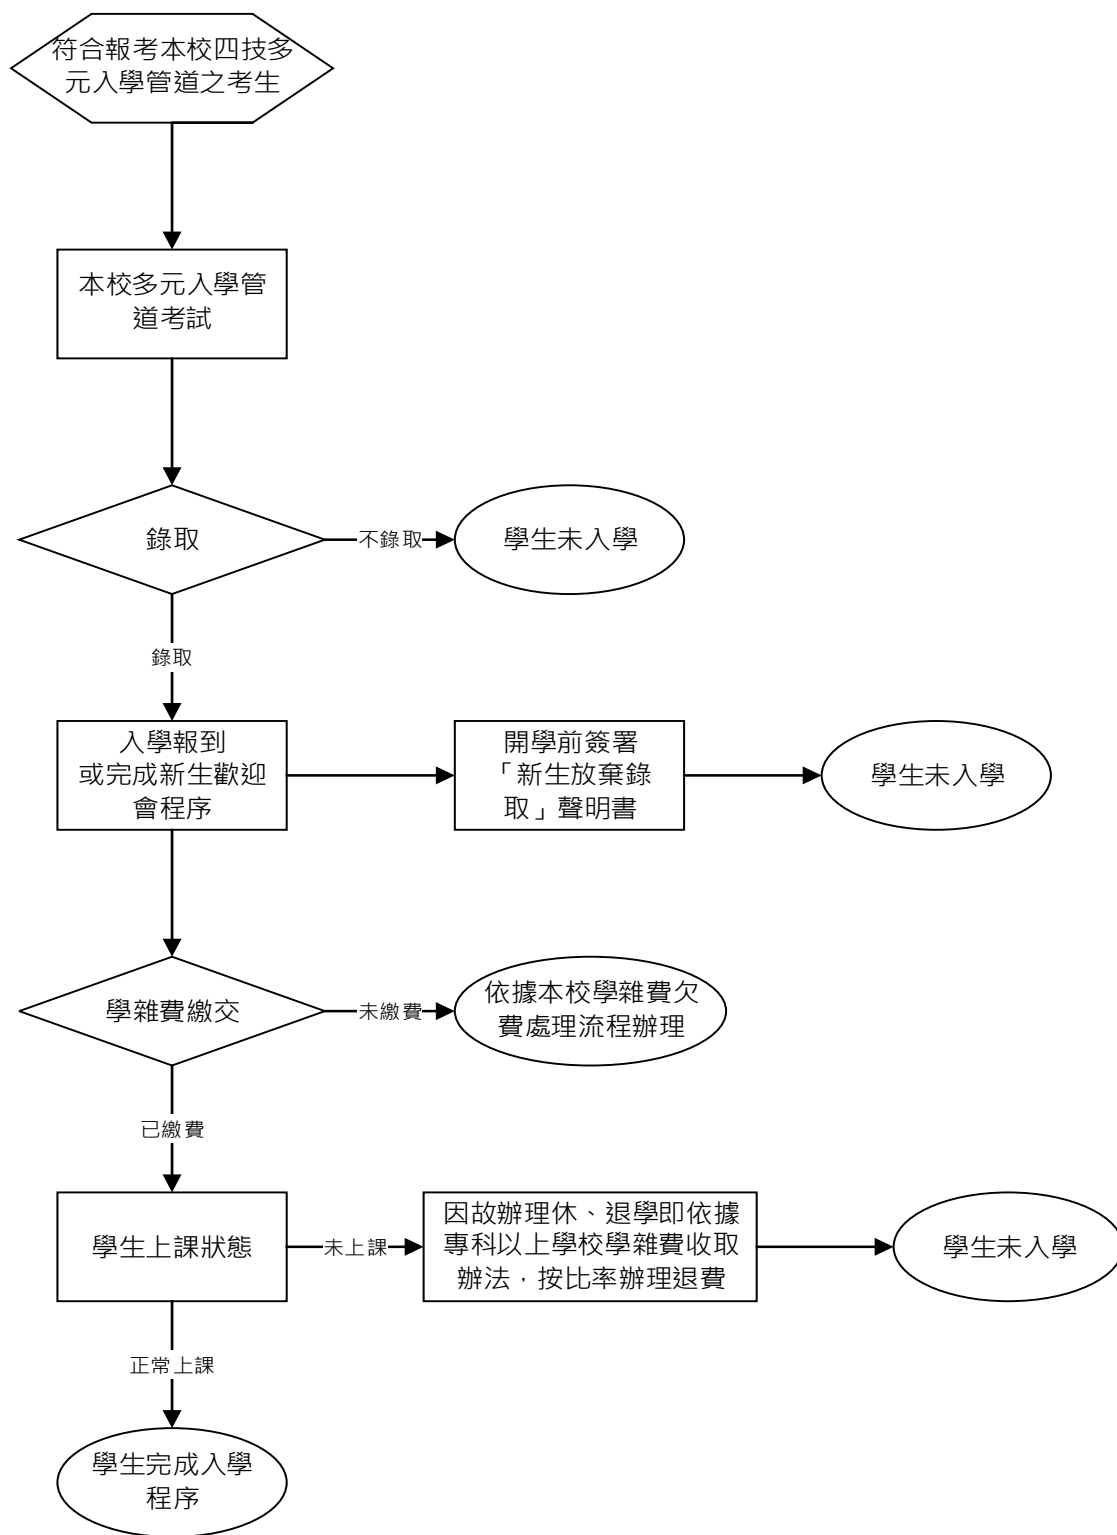 符合報考本校四技多
元入學管道之考生
本校多元入學管
道考試
錄取
不錄取
學生未入學
錄取
入學報到
或完成新生歡迎
會程序
開學前簽署
「新生放棄錄
取」聲明書
學生未入學
學雜費繳交
未繳費
依據本校學雜費欠
費處理流程辦理
已繳費
學生上課狀態
未上課
因故辦理休、退學即依據
專科以上學校學雜費收取
辦法，按比率辦理退費
學生未入學
正常上課
學生完成入學
程序